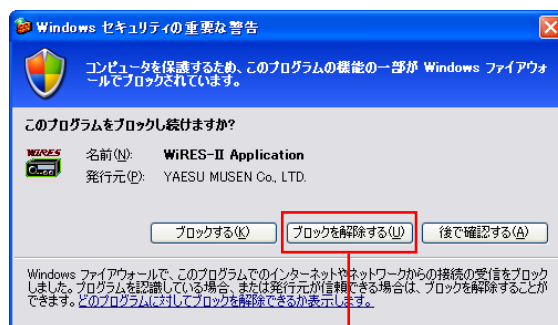 Windows セキュリティの重要な警告
コンピュータを保護するため、このプログラムの機能の一部が Windows ファイアウォ
ールでブロックされています。
このプログラムをブロックし続けますか?
WIRES
名前(N): WiRES-II Application
発行元(P): YAESU MUSEN Co., LTD.
ブロックする(K) ブロックを解除する(U) 後で確認する(A)
Windows ファイアウォールで、このプログラムでのインターネットやネットワークからの接続の受信をブロック
しました。プログラムを認識している場合、または発行元が信頼できる場合は、ブロックを解除することが
できます。どのプログラムに対してブロックを解除できるか表示します。